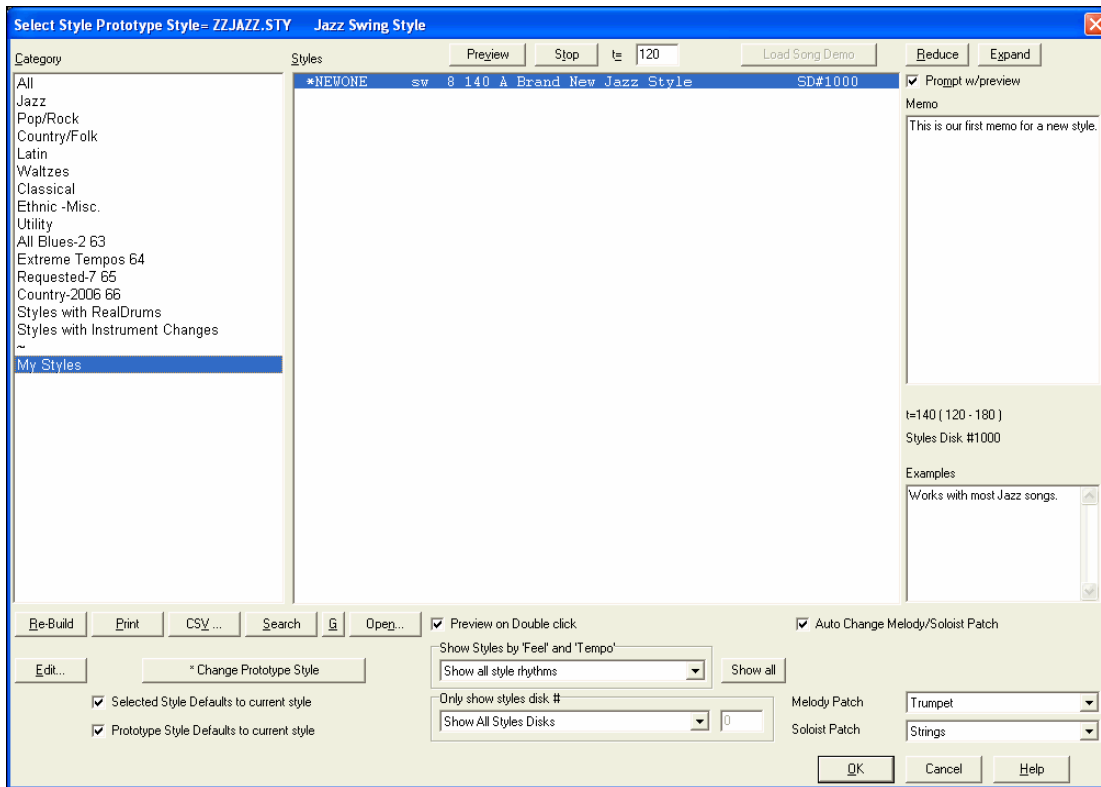 Select Style Prototype Style= ZZJAZZ.STY Jazz Swing Style
Category
Styles
Preview
Stop
t=
120
Load Song Demo
Reduce
Expand
All
Jazz
Pop/Rock
Country/Folk
Latin
Waltzes
Classical
Ethnic -Misc.
Utility
All Blues-2 63
Extreme Tempos 64
Requested-7 65
Country-2006 66
Styles with RealDrums
Styles with Instrument Changes
~
My Styles
*NEWONE sw 8 140 A Brand New Jazz Style SD#1000
Prompt w/preview
Memo
This is our first memo for a new style.
t=140 ( 120 - 180 )
Styles Disk #1000
Examples
Works with most Jazz songs.
Re-Build
Print
CSV ...
Search
G
Open...
Preview on Double click
Auto Change Melody/Soloist Patch
Edit...
* Change Prototype Style
Show Styles by 'Feel' and 'Tempo'
Show all style rhythms
Show all
Selected Style Defaults to current style
Prototype Style Defaults to current style
Only show styles disk #
Show All Styles Disks
0
Melody Patch
Trumpet
Soloist Patch
Strings
OK
Cancel
Help